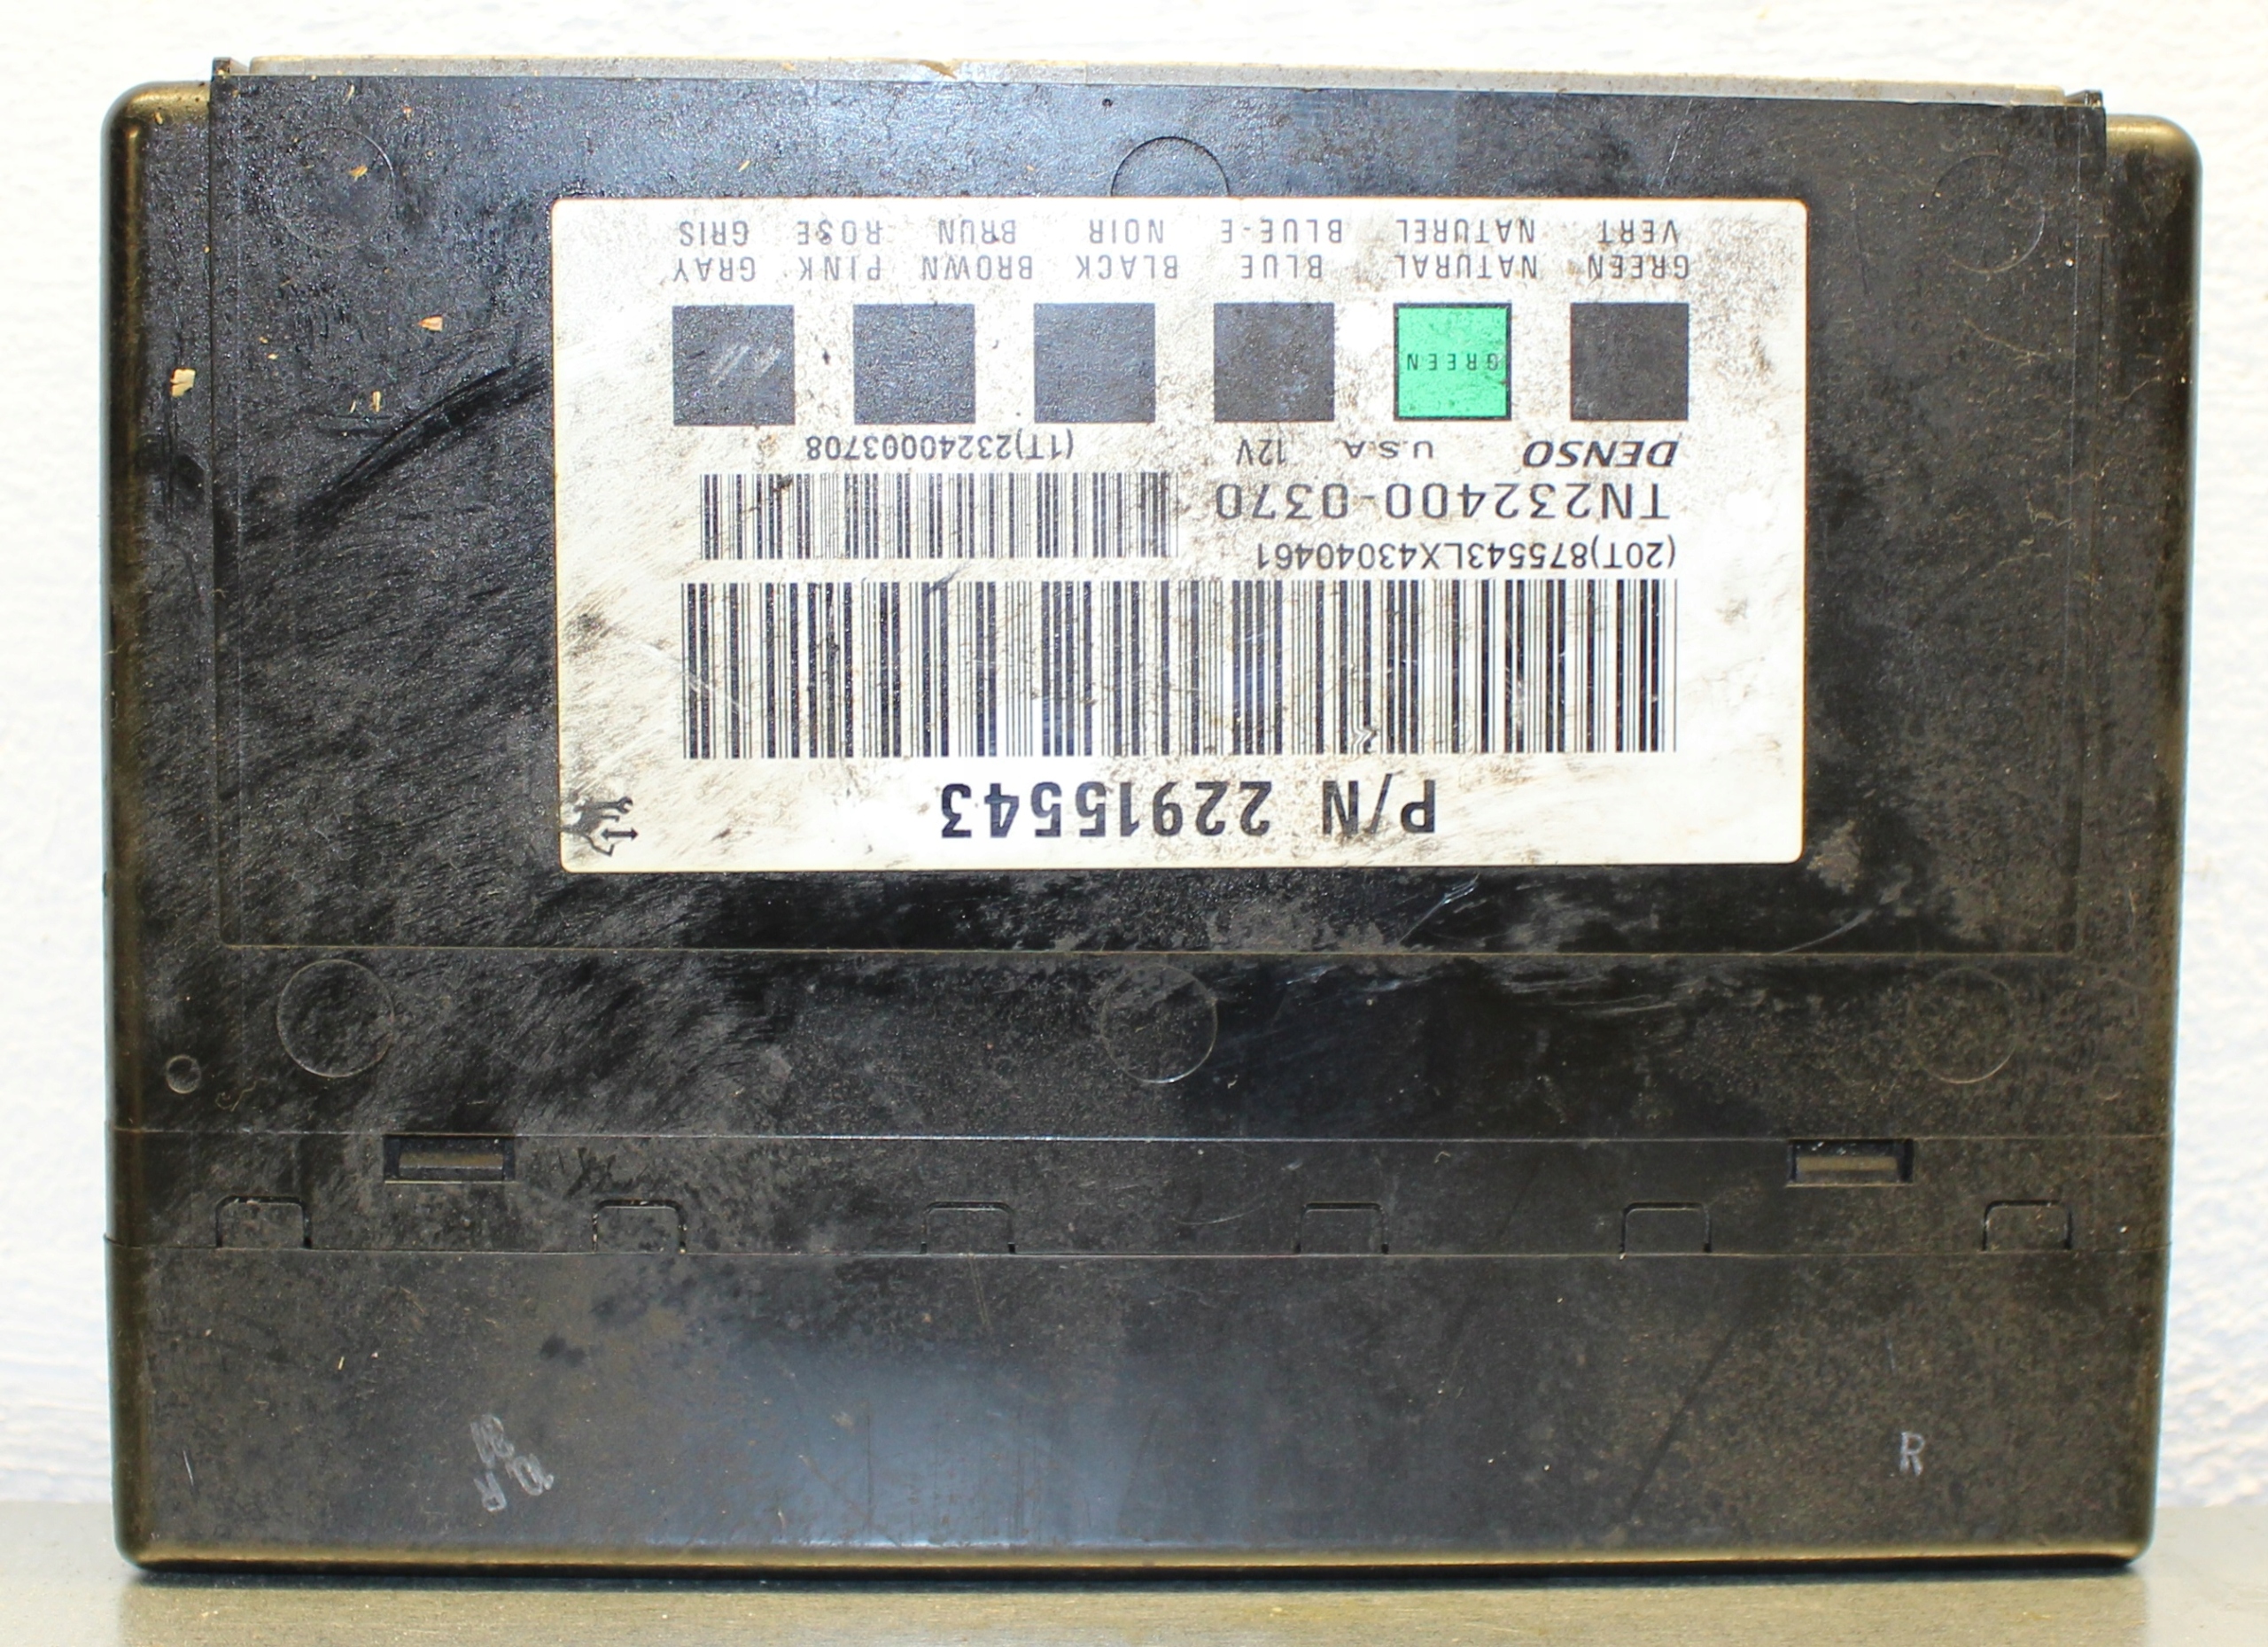 P/N 22915543
(20T)875543LX43040461
TN232400-0370
DENSO U.S.A 12V (1T)23240003708
GREEN
GREEN NATURAL BLUE BLACK BROWN PINK GRAY
VERT NATUREL BLUE-E NOIR BRUN ROSE GRIS
R